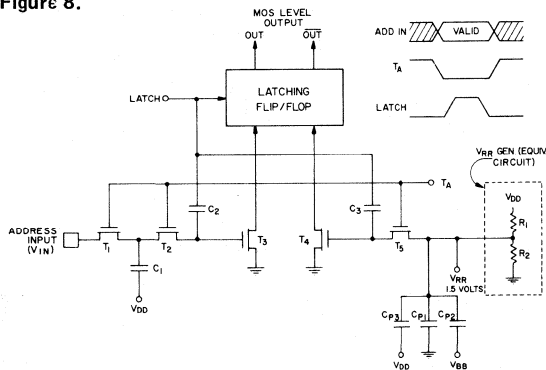 Figure 8.
MOS LEVEL
OUTPUT
OUT
OUT
ADD IN
VALID
TA
LATCH
LATCH
LATCHING
FLIP/FLOP
VRR GEN (EQUIV
CIRCUIT)
VDD
R1
R2
TA
C2
C3
ADDRESS
INPUT
(VIN)
T1
T2
T3
T4
T5
C1
VDD
VRR
1.5 VOLTS
CP3
CP1
CP2
VDD
VBB